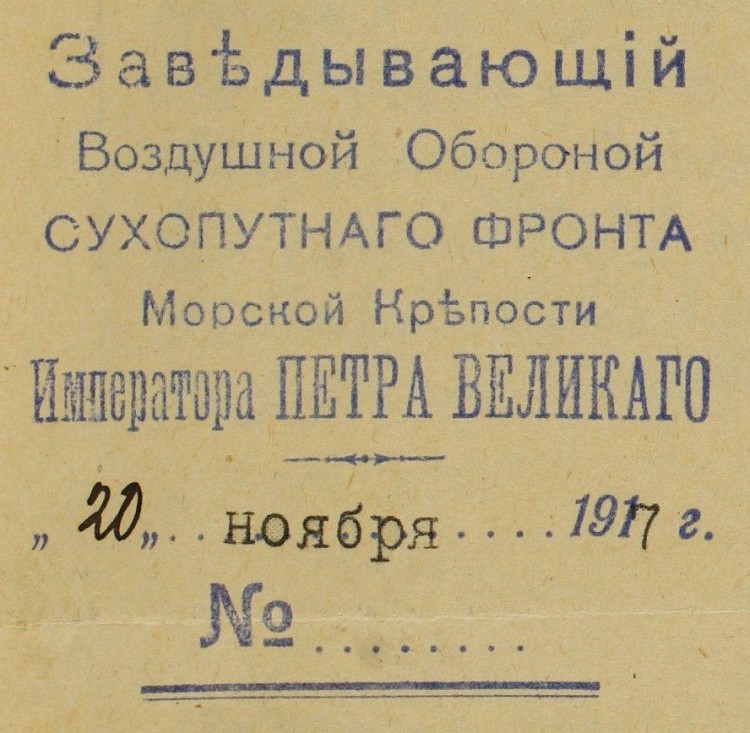 Завѣдывающій
Воздушной Обороной
СУХОПУТНАГО ФРОНТА
Морской Крѣпости
Императора ПЕТРА ВЕЛИКАГО
„ 20 „ . . ноября . . . . . 1917 г.
№ . . . . . . . .